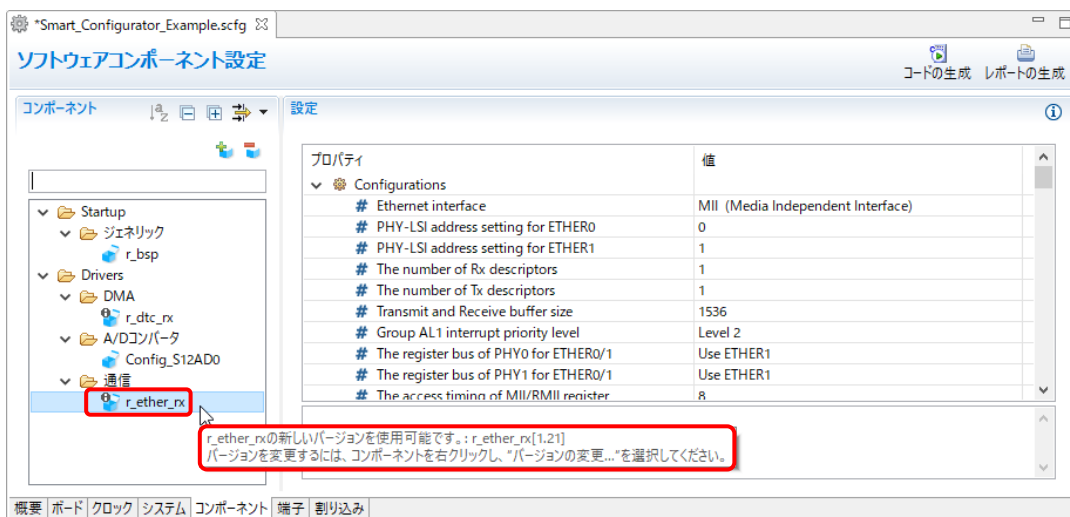 *Smart_Configurator_Example.scfg
ソフトウェアコンポーネント設定
コードの生成 レポートの生成
コンポーネント
設定
プロパティ 値
Configurations
# Ethernet interface MII (Media Independent Interface)
# PHY-LSI address setting for ETHER0 0
# PHY-LSI address setting for ETHER1 1
# The number of Rx descriptors 1
# The number of Tx descriptors 1
# Transmit and Receive buffer size 1536
# Group AL1 interrupt priority level Level 2
# The register bus of PHY0 for ETHER0/1 Use ETHER1
# The register bus of PHY1 for ETHER0/1 Use ETHER1
# The access timing of MII/RMII register 8
Startup
ジェネリック
r_bsp
Drivers
DMA
r_dtc_rx
A/Dコンバータ
Config_S12AD0
通信
r_ether_rx
r_ether_rxの新しいバージョンを使用可能です。: r_ether_rx[1.21]
バージョンを変更するには、コンポーネントを右クリックし、"バージョンの変更..."を選択してください。
概要 ボード クロック システム コンポーネント 端子 割り込み